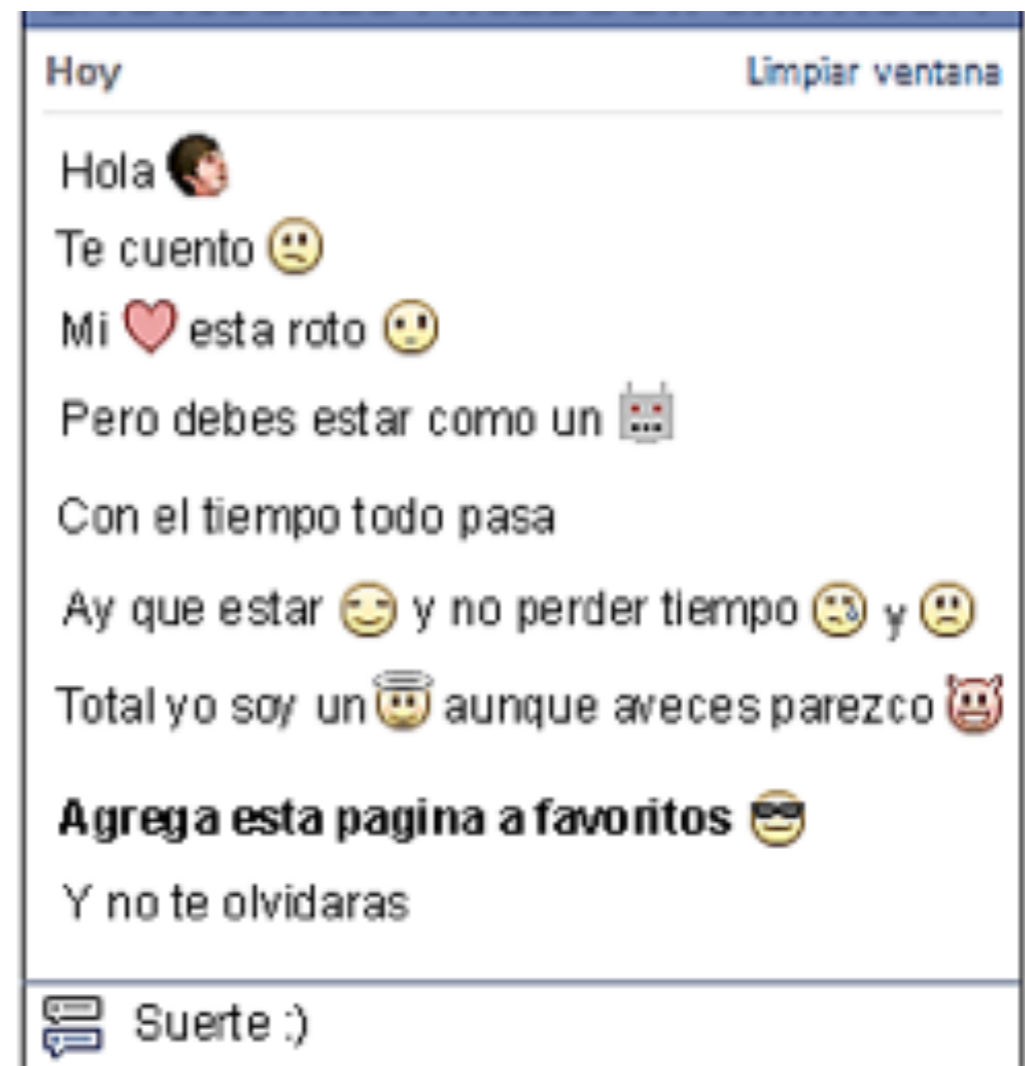 Hoy Limpiar ventana
Hola
Te cuento
Mi esta roto
Pero debes estar como un
Con el tiempo todo pasa
Ay que estar y no perder tiempo y
Total yo soy un aunque aveces parezco
Agrega esta pagina a favoritos
Y no te olvidaras
Suerte :)